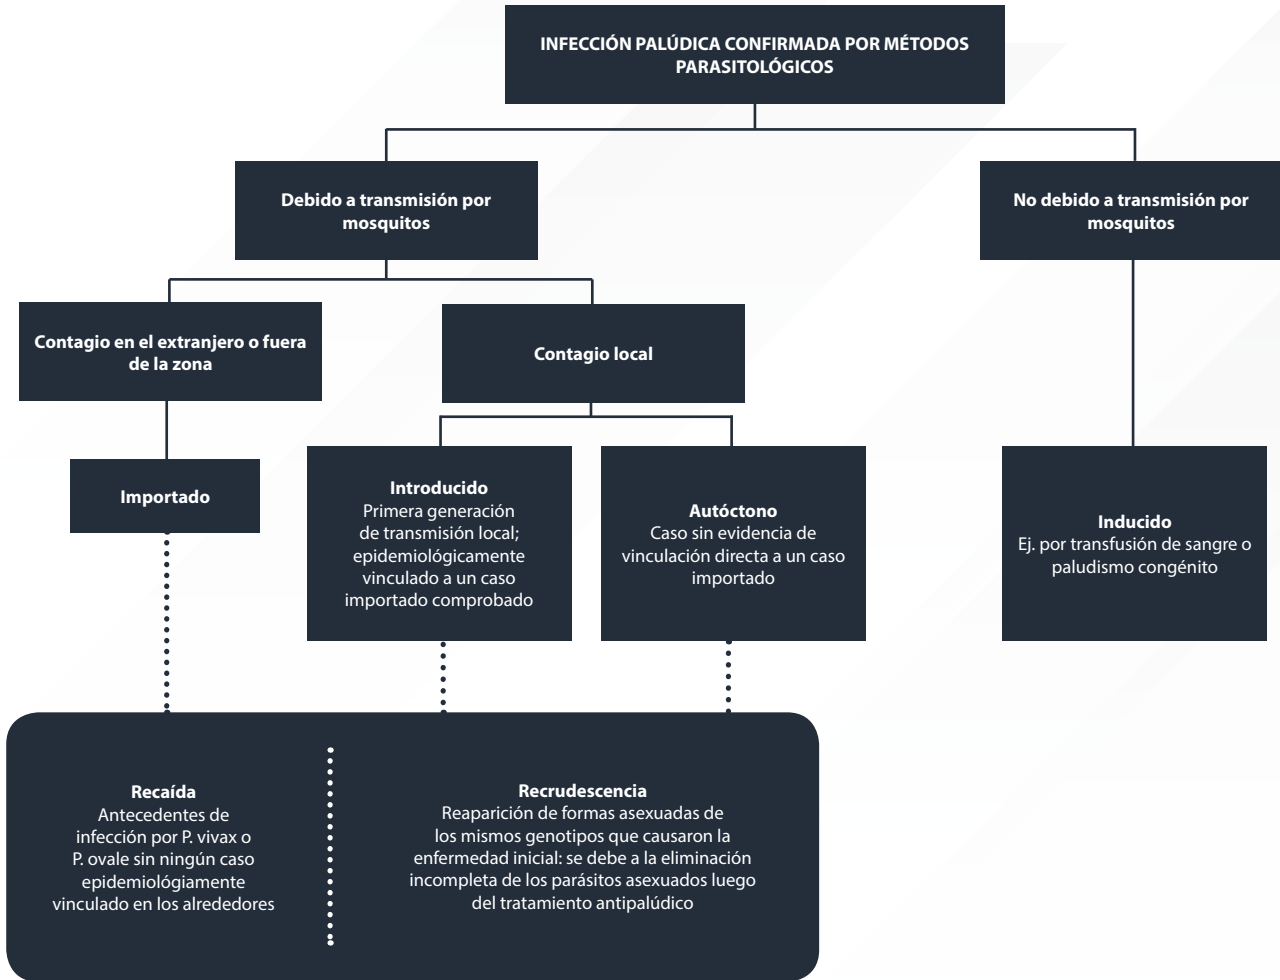 INFECCIÓN PALÚDICA CONFIRMADA POR MÉTODOS
PARASITOLÓGICOS
Debido a transmisión por
mosquitos
No debido a transmisión por
mosquitos
Contagio en el extranjero o fuera
de la zona
Contagio local
Importado
Introducido
Primera generación
de transmisión local;
epidemiológicamente
vinculado a un caso
importado comprobado
Autóctono
Caso sin evidencia de
vinculación directa a un caso
importado
Inducido
Ej. por transfusión de sangre o
paludismo congénito
Recaída
Antecedentes de
infección por P. vivax o
P. ovale sin ningún caso
epidemiológiamente
vinculado en los alrededores
Recrudescencia
Reaparición de formas asexuadas de
los mismos genotipos que causaron la
enfermedad inicial: se debe a la eliminación
incompleta de los parásitos asexuados luego
del tratamiento antipalúdico